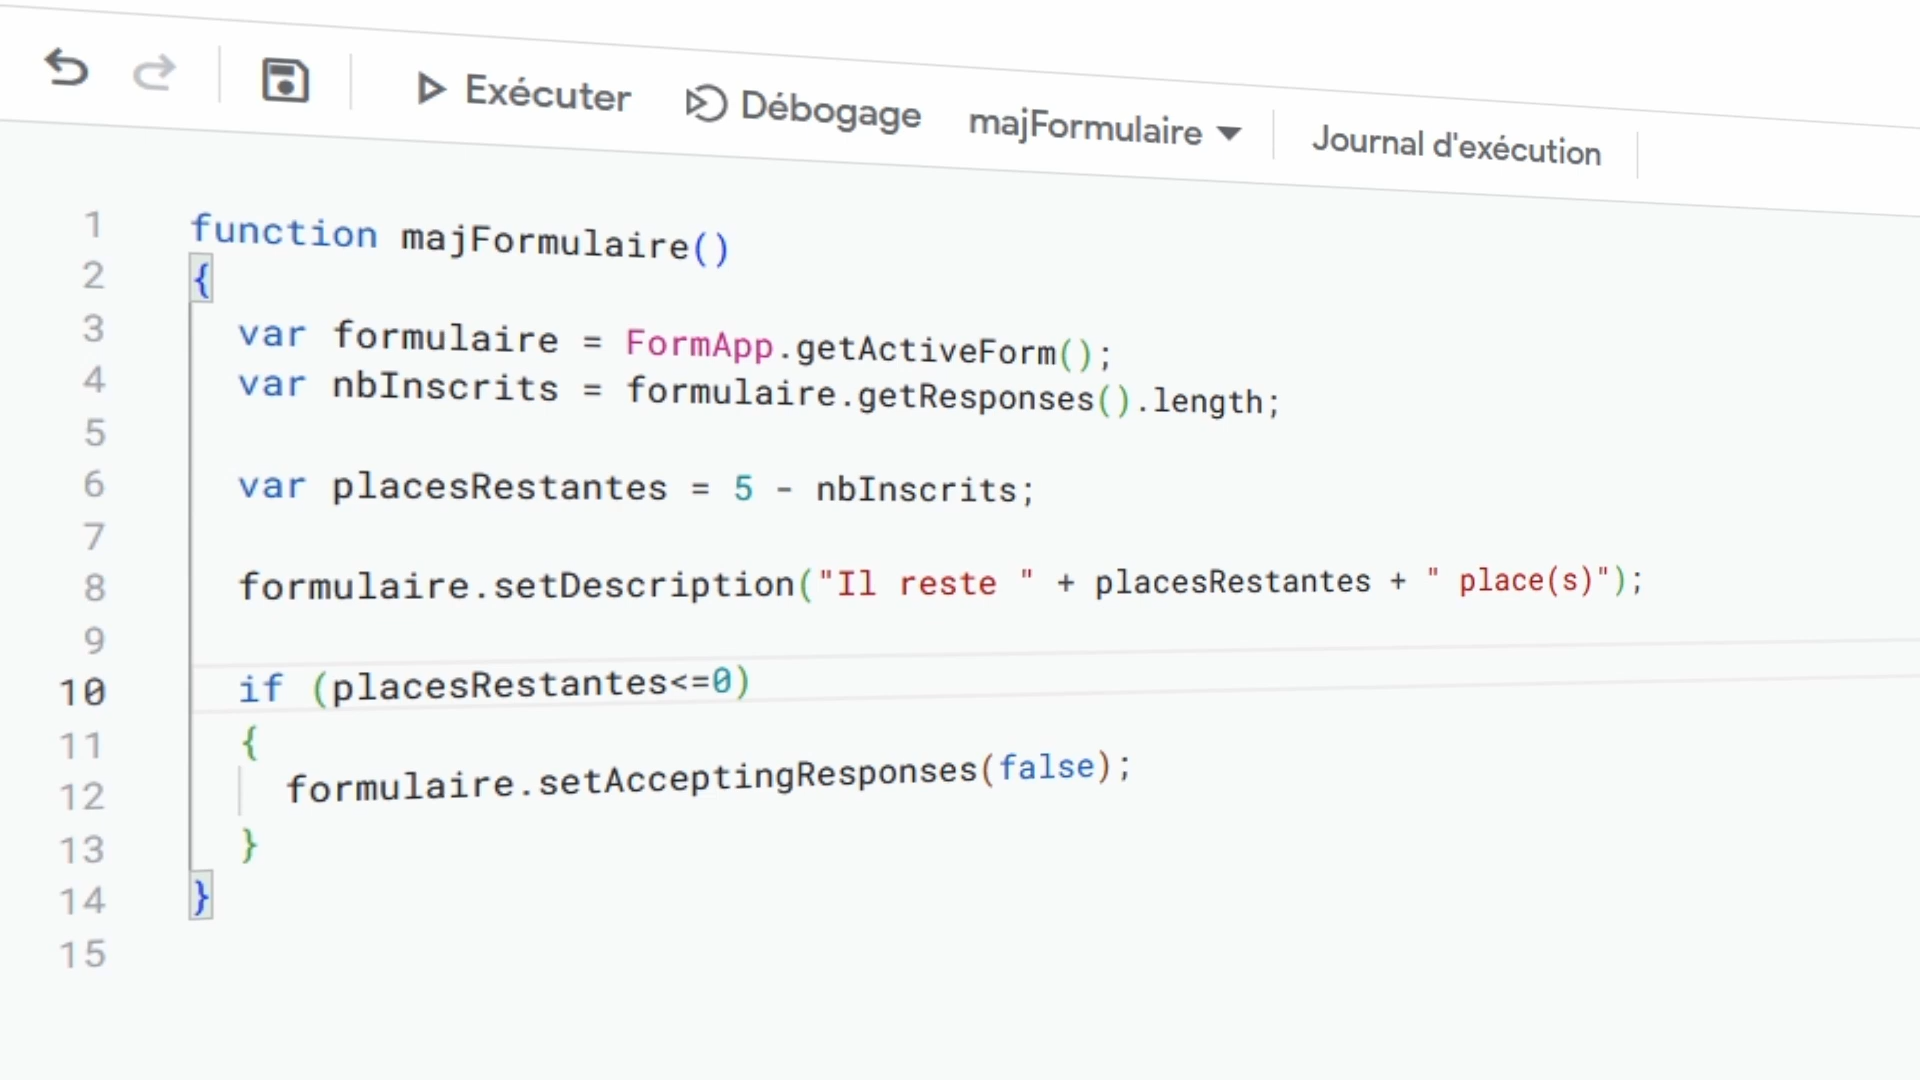 Exécuter Débogage majFormulaire Journal d'exécution
1 function majFormulaire()
2 {
3 var formulaire = FormApp.getActiveForm();
4 var nbInscrits = formulaire.getResponses().length;
5
6 var placesRestantes = 5 - nbInscrits;
7
8 formulaire.setDescription("Il reste " + placesRestantes + " place(s)");
9
10 if (placesRestantes<=0)
11 {
12 formulaire.setAcceptingResponses(false);
13 }
14 }
15